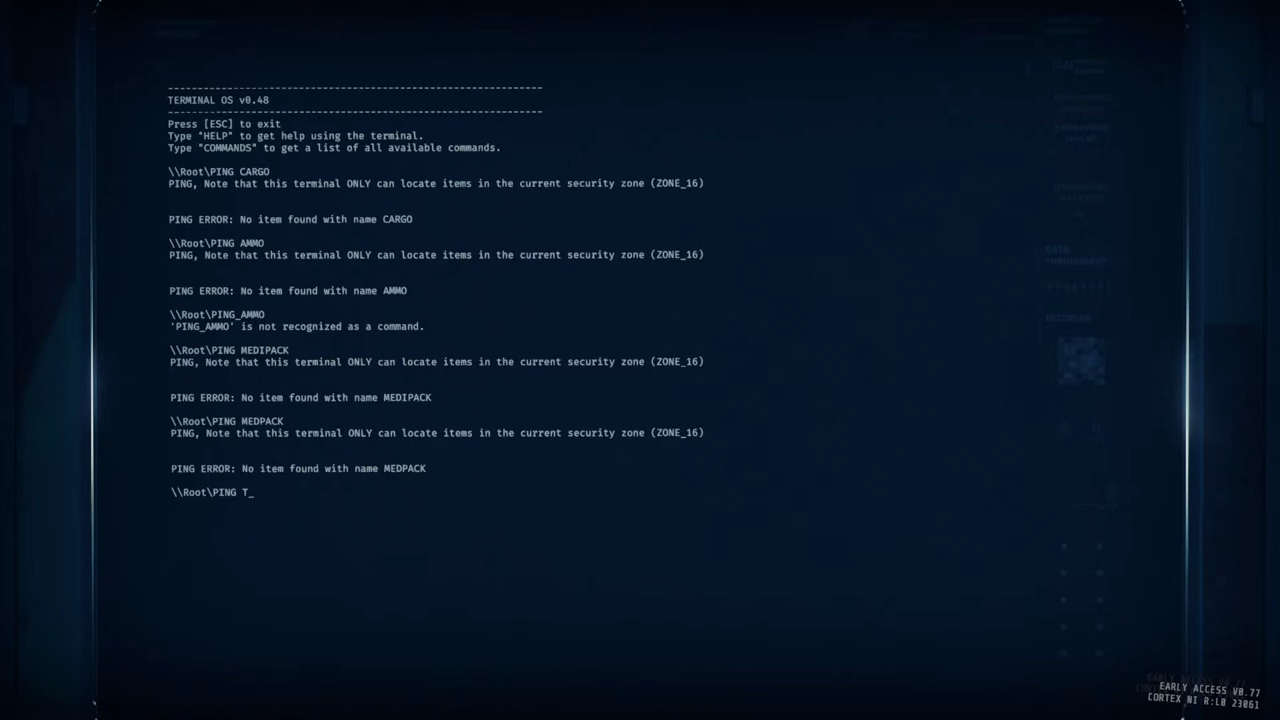 ------------------------------------------------------------------
TERMINAL OS v0.48
------------------------------------------------------------------
Press [ESC] to exit
Type "HELP" to get help using the terminal.
Type "COMMANDS" to get a list of all available commands.
\\Root\PING CARGO
PING, Note that this terminal ONLY can locate items in the current security zone (ZONE_16)
PING ERROR: No item found with name CARGO
\\Root\PING AMMO
PING, Note that this terminal ONLY can locate items in the current security zone (ZONE_16)
PING ERROR: No item found with name AMMO
\\Root\PING_AMMO
'PING_AMMO' is not recognized as a command.
\\Root\PING MEDIPACK
PING, Note that this terminal ONLY can locate items in the current security zone (ZONE_16)
PING ERROR: No item found with name MEDIPACK
\\Root\PING MEDPACK
PING, Note that this terminal ONLY can locate items in the current security zone (ZONE_16)
PING ERROR: No item found with name MEDPACK
\\Root\PING T_
EARLY ACCESS V0.77
CORTEX NI R:L0 23061